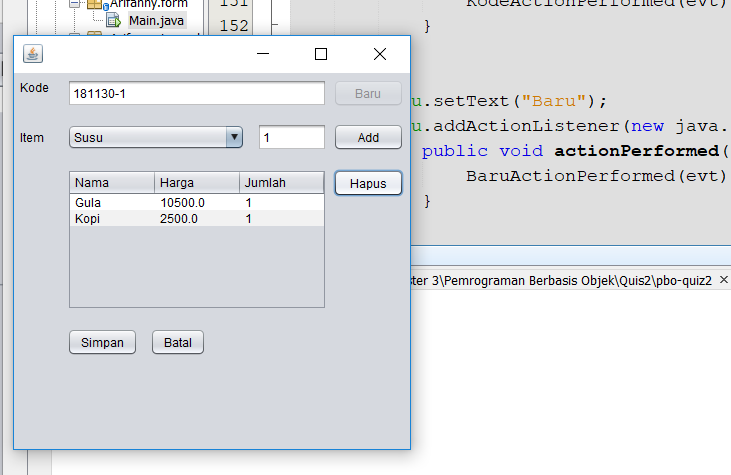 Arifanny.form
Main.java
151
152
KodeActionPerformed(evt)
}
u.setText("Baru");
u.addActionListener(new java.
public void actionPerformed(
BaruActionPerformed(evt)
}
ster 3\Pemrograman Berbasis Objek\Quis2\pbo-quiz2
Kode
181130-1
Baru
Item
Susu
1
Add
Nama Harga Jumlah
Gula 10500.0 1
Kopi 2500.0 1
Hapus
Simpan
Batal